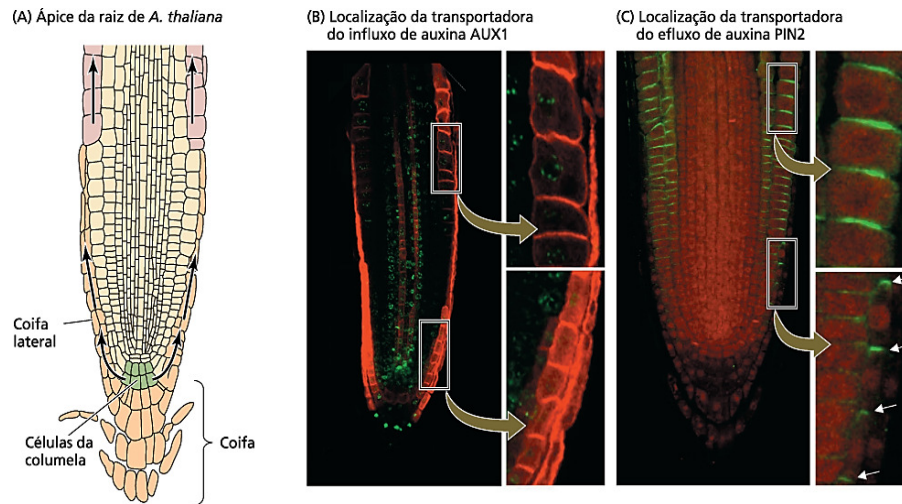 (A) Ápice da raiz de A. thaliana
(B) Localização da transportadora
do influxo de auxina AUX1
(C) Localização da transportadora
do efluxo de auxina PIN2
Coifa
lateral
Células da
columela
Coifa